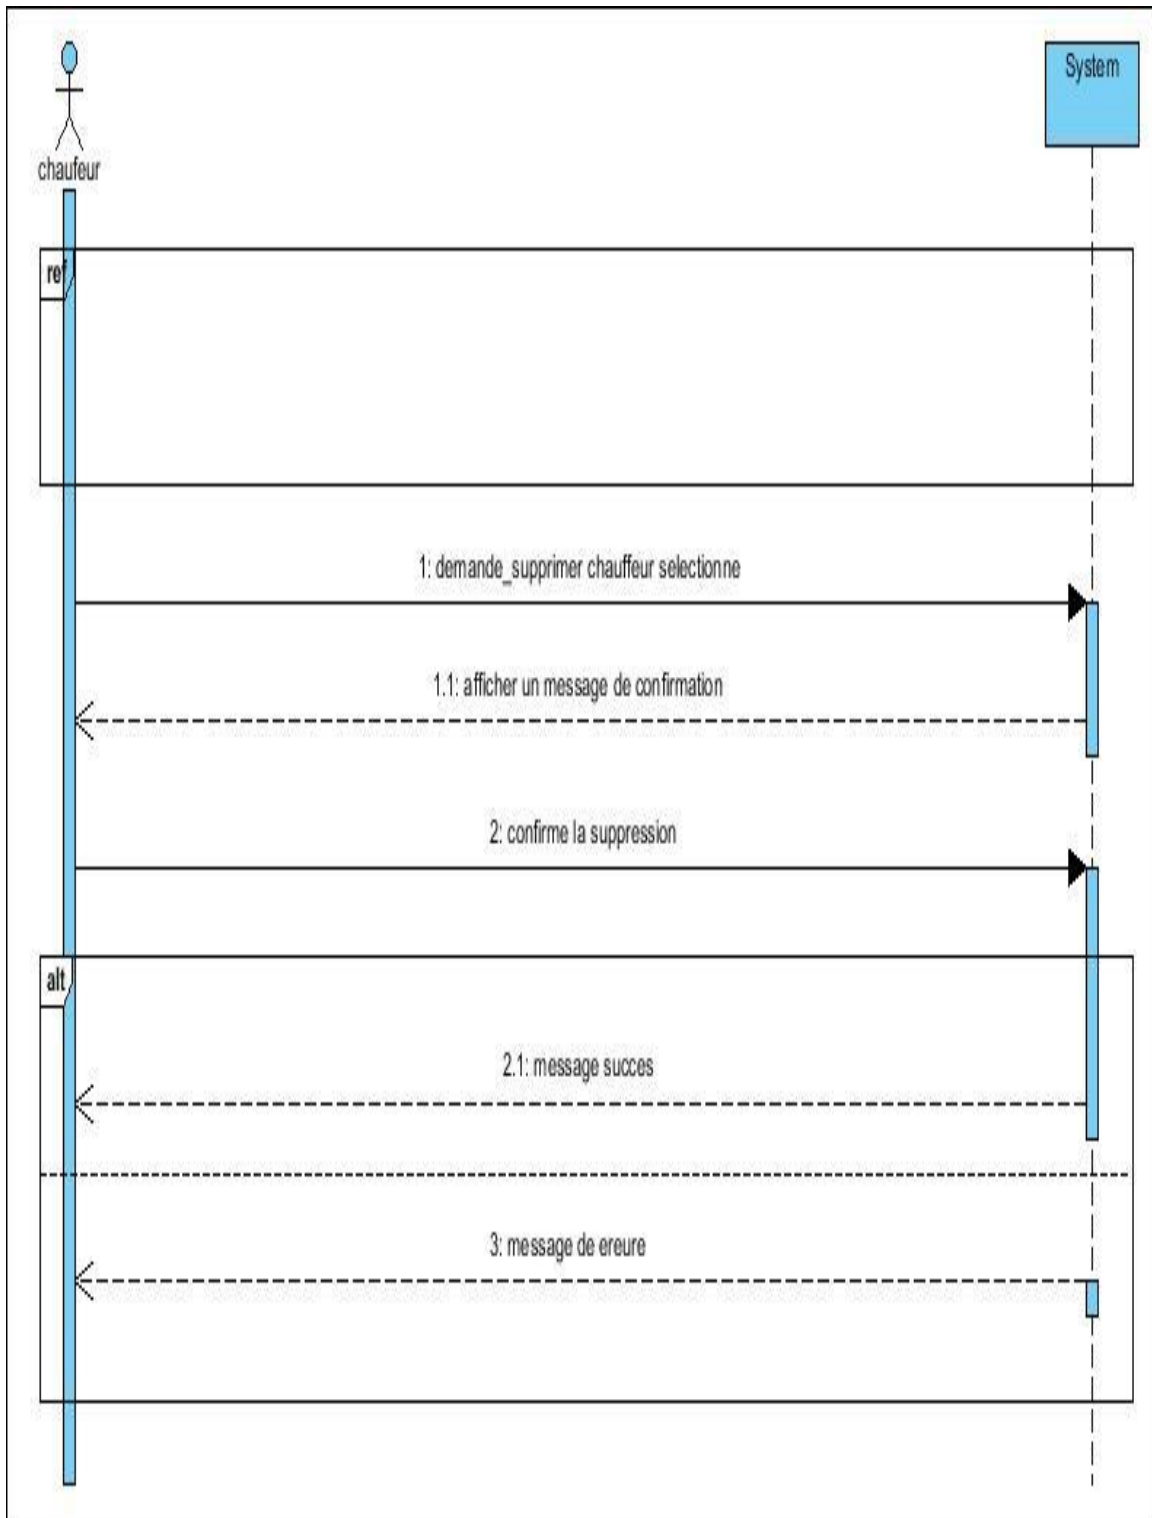 System
chaufeur
ref
1: demande_supprimer chauffeur selectionne
1.1: afficher un message de confirmation
2: confirme la suppression
alt
2.1: message succes
3: message de ereure